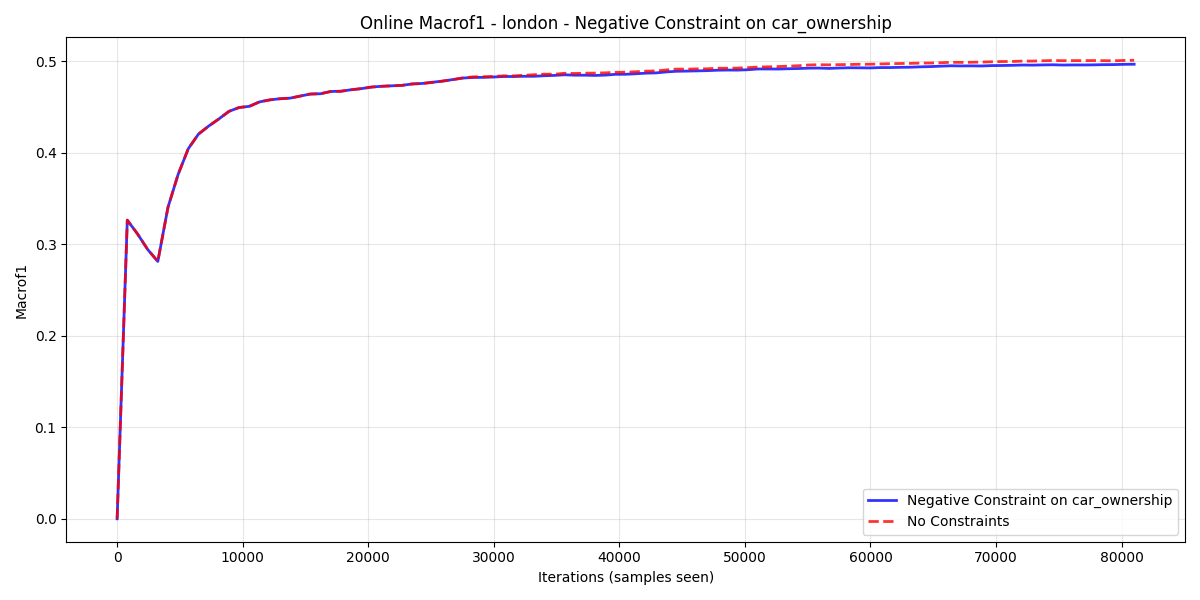 Online Macrof1 - london - Negative Constraint on car_ownership
Macrof1
0.5
0.4
0.3
0.2
0.1
0.0
0 10000 20000 30000 40000 50000 60000 70000 80000
Iterations (samples seen)
Negative Constraint on car_ownership
No Constraints